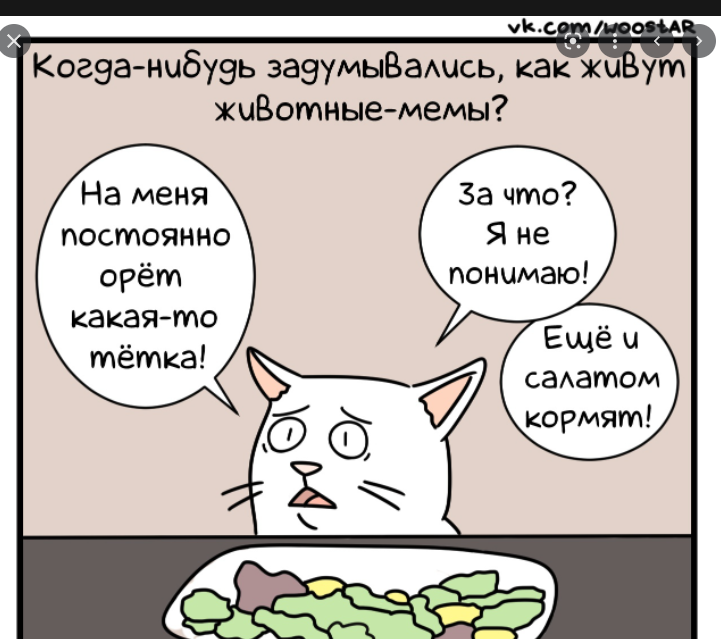 vk.com/woostAR
Когда-нибудь задумывались, как живут
животные-мемы?
На меня
постоянно
орёт
какая-то
тётка!
За что?
Я не
понимаю!
Ещё и
салатом
кормят!